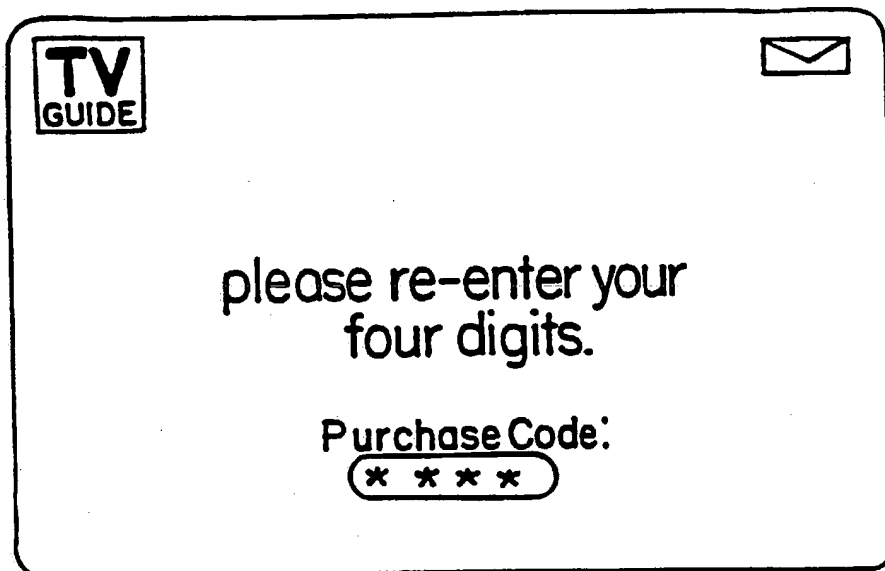 TV
GUIDE
please re-enter your
four digits.
Purchase Code:
* * * *